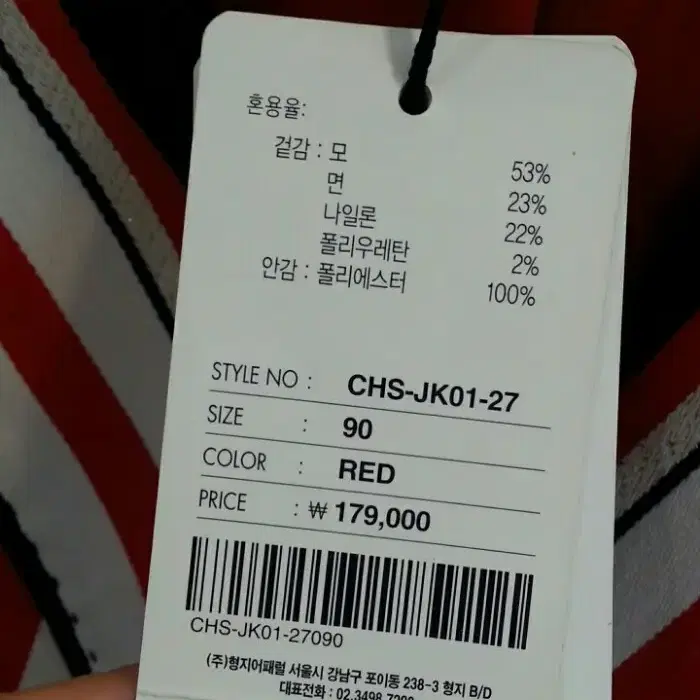 혼용율:
겉감 : 모 53%
면 23%
나일론 22%
폴리우레탄 2%
안감 : 폴리에스터 100%
STYLE NO : CHS-JK01-27
SIZE : 90
COLOR : RED
PRICE : ₩ 179,000
CHS-JK01-27090
(주)형지어패럴 서울시 강남구 포이동 238-3 형지 B/D
대표전화 : 02.3498.